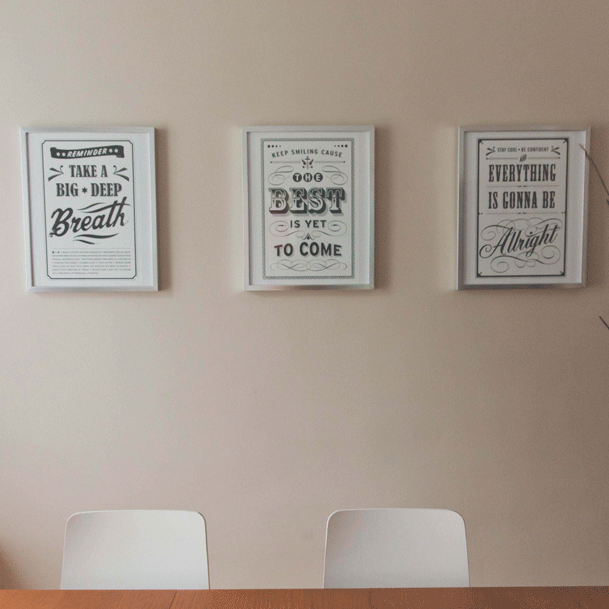 REMINDER
TAKE A
BIG DEEP
Breath
KEEP SMILING CAUSE
THE
BEST
IS YET
TO COME
STAY COOL BE CONFIDENT
EVERYTHING
IS GONNA BE
Allright